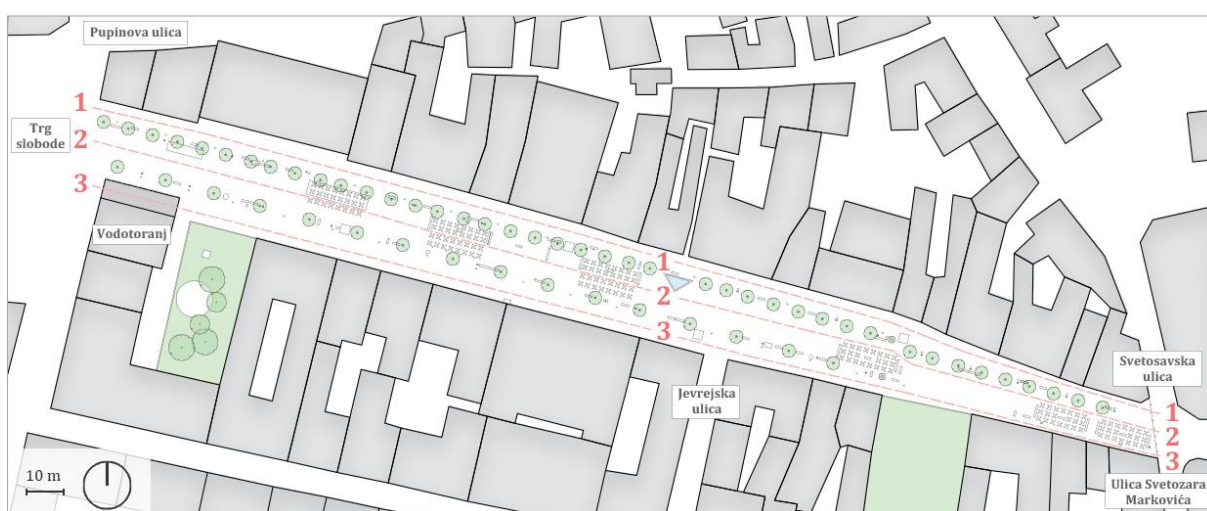 Pupinova ulica
1
Trg
slobode
2
3
Vodotoranj
1
2
3
Jevrejska
ulica
Svetosavska
ulica
1
2
3
Ulica Svetozara
Markovića
10 m